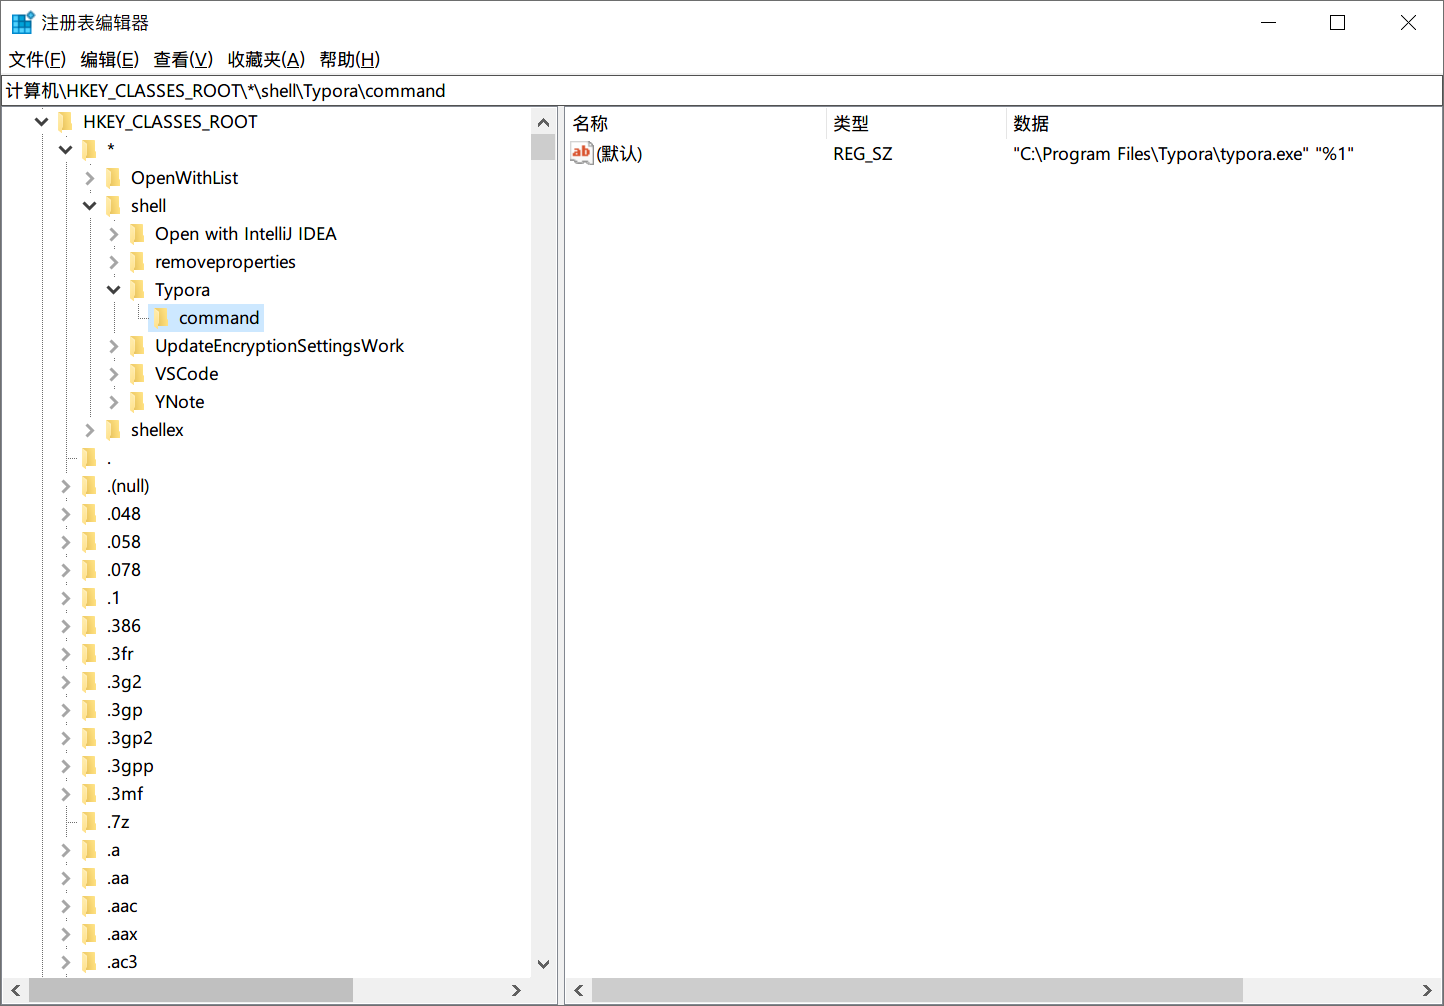 注册表编辑器
文件(F) 编辑(E) 查看(V) 收藏夹(A) 帮助(H)
计算机\HKEY_CLASSES_ROOT\*\shell\Typora\command
HKEY_CLASSES_ROOT
*
OpenWithList
shell
Open with IntelliJ IDEA
removeproperties
Typora
command
UpdateEncryptionSettingsWork
VSCode
YNote
shellex
.
.(null)
.048
.058
.078
.1
.386
.3fr
.3g2
.3gp
.3gp2
.3gpp
.3mf
.7z
.a
.aa
.aac
.aax
.ac3
名称 类型 数据
ab (默认) REG_SZ "C:\Program Files\Typora\typora.exe" "%1"